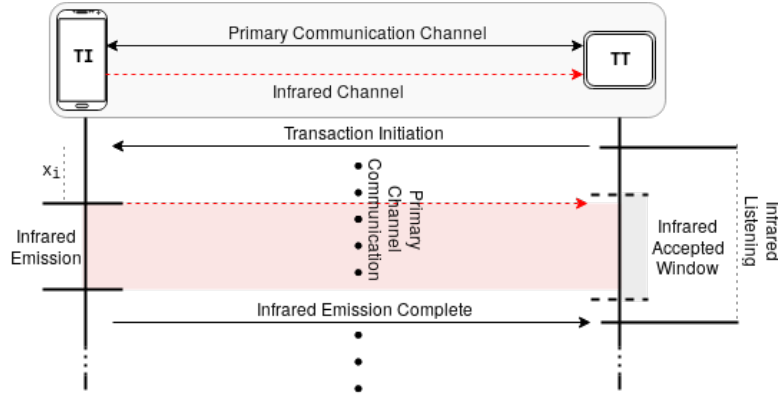 Primary Communication Channel
TI
TT
Infrared Channel
Transaction Initiation
xi
Primary
Channel
Communication
Infrared
Emission
Infrared
Accepted
Window
Infrared
Listening
Infrared Emission Complete